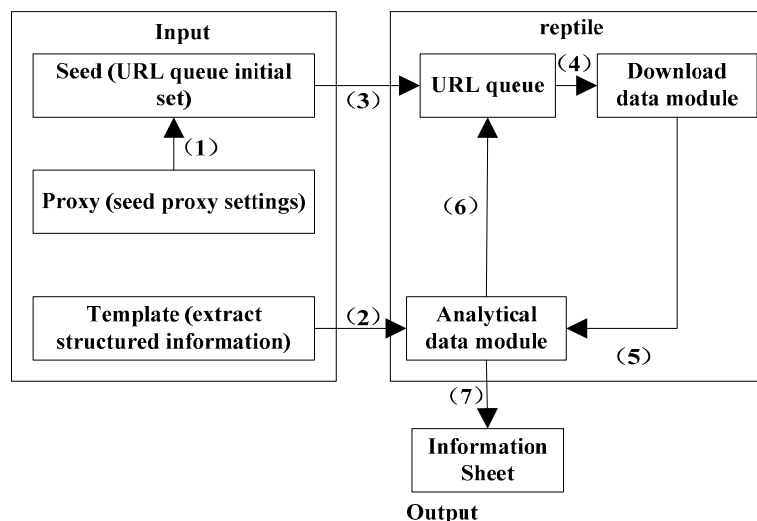 Input
Seed (URL queue initial
set)
（1）
Proxy (seed proxy settings)
Template (extract
structured information)
（2）
（3）
reptile
URL queue
（4）
Download
data module
（6）
Analytical
data module
（5）
（7）
Information
Sheet
Output